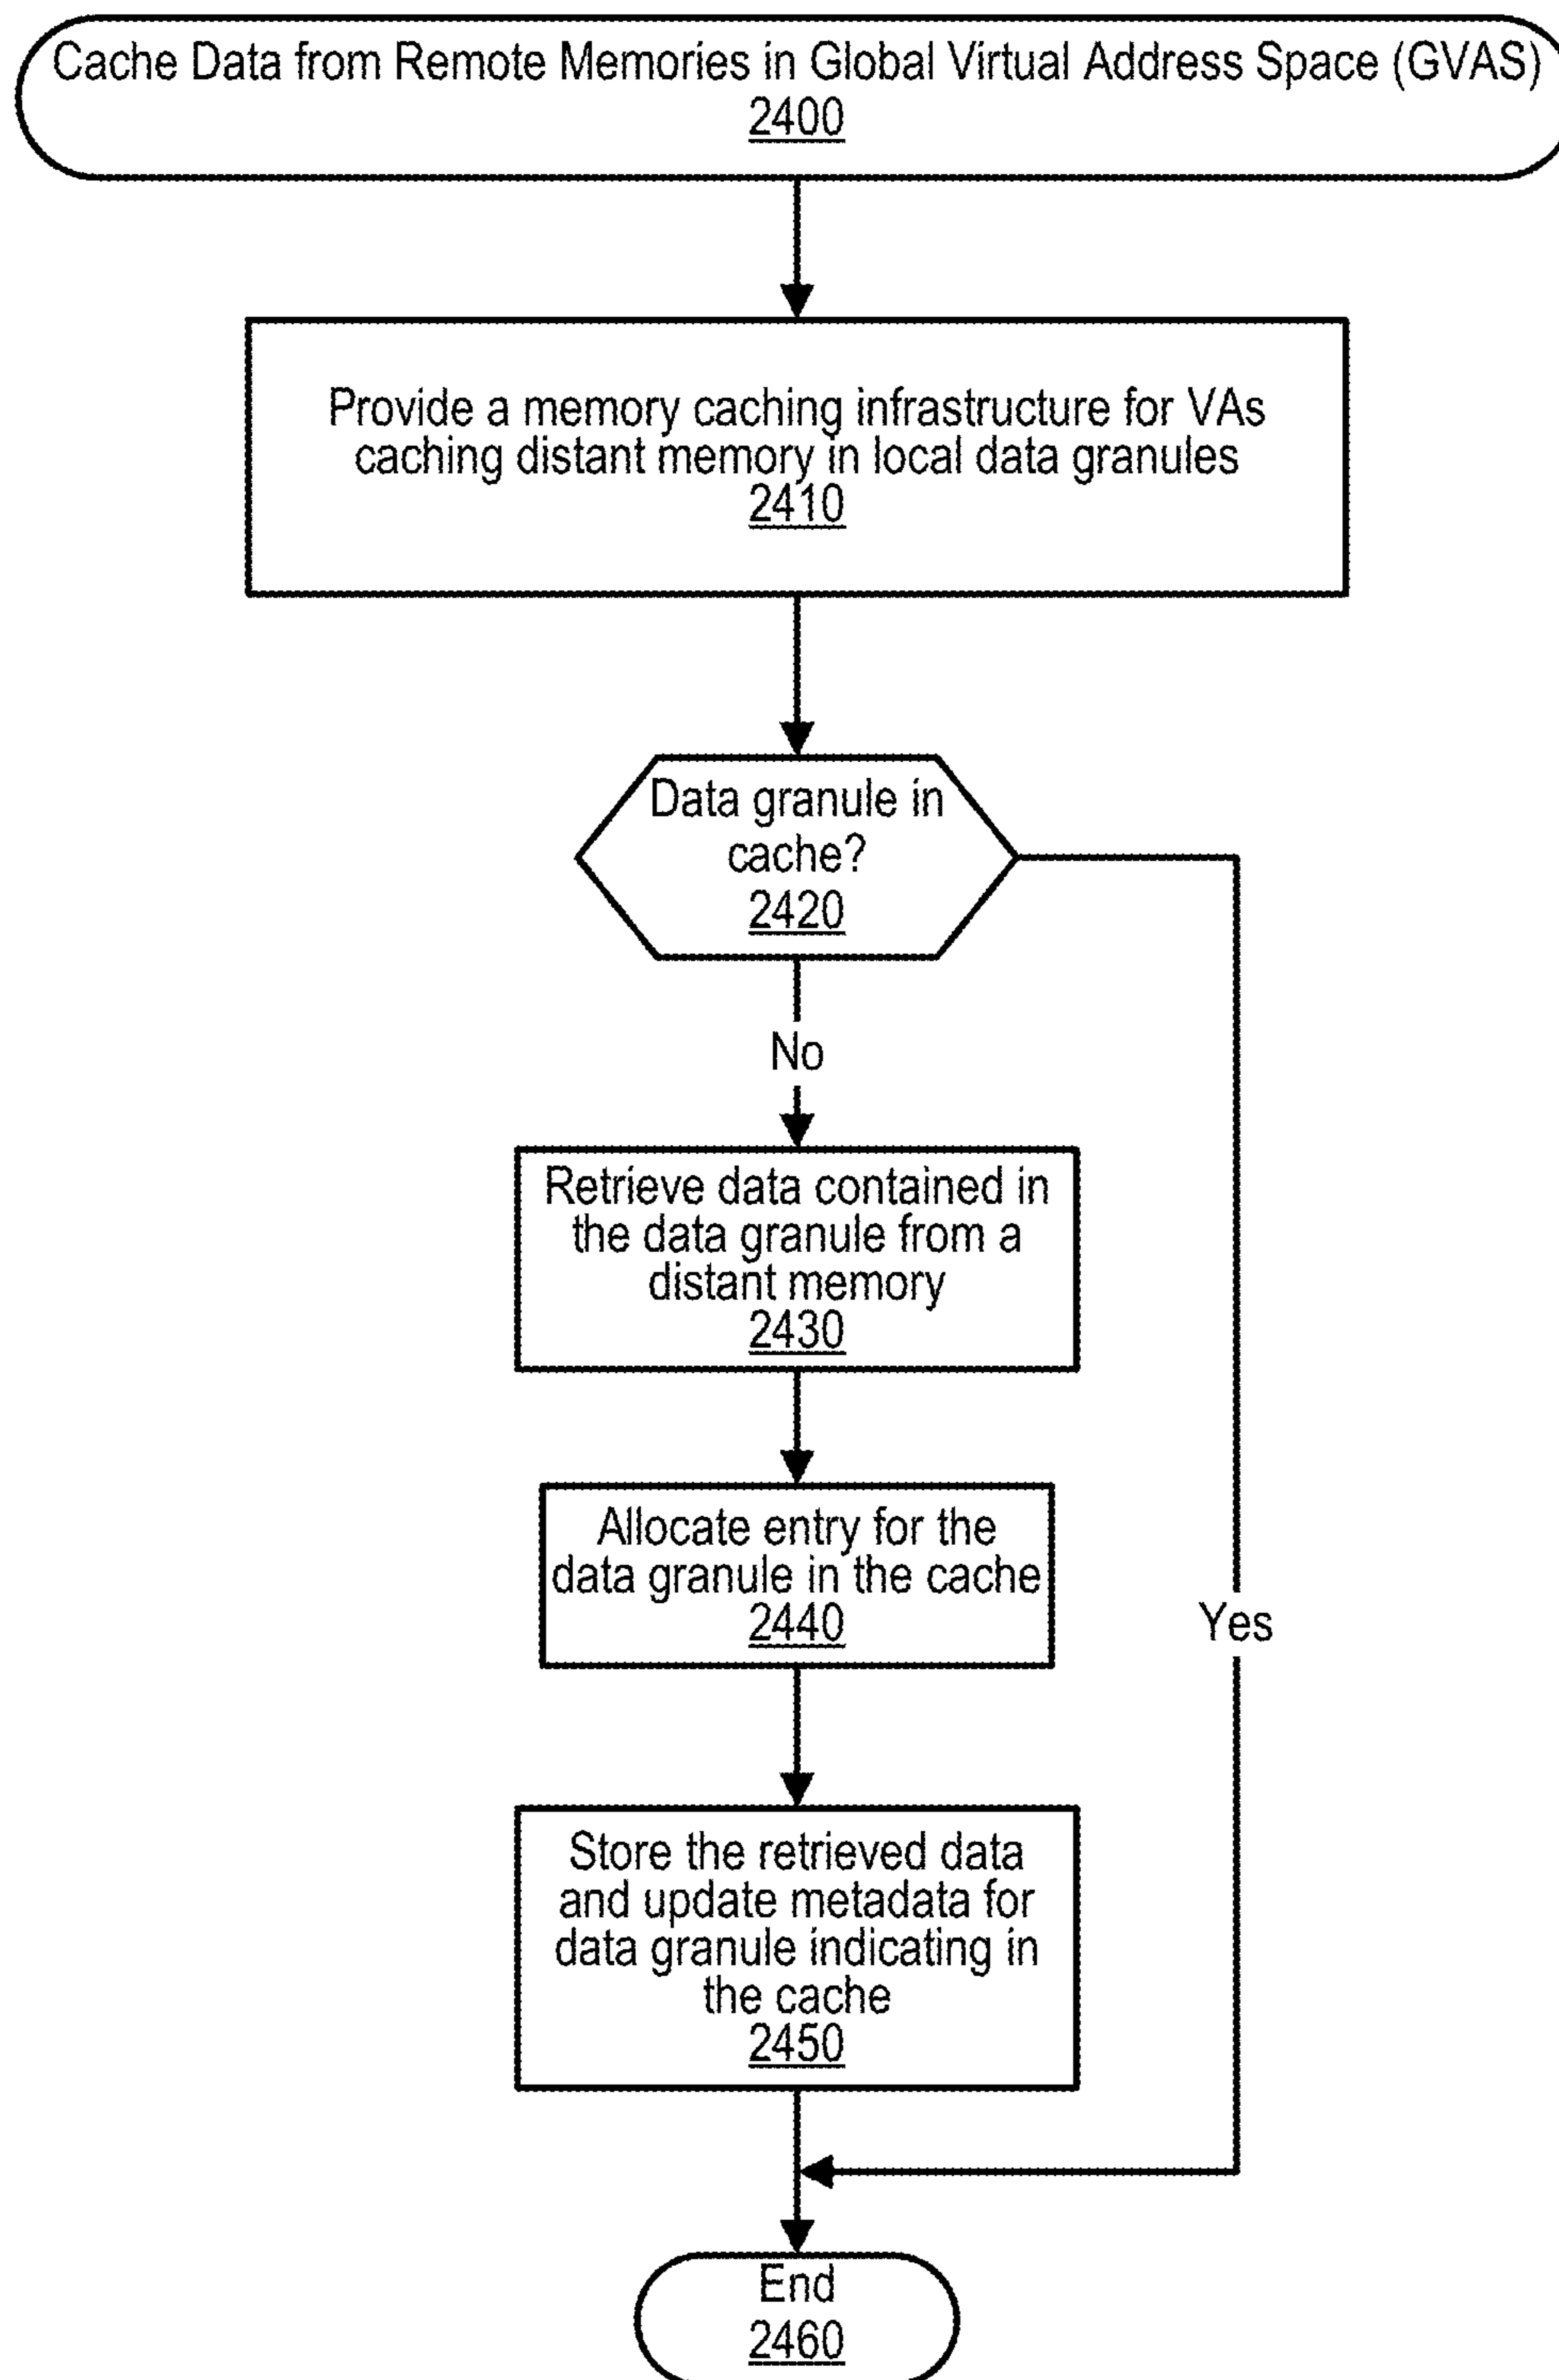 Cache Data from Remote Memories in Global Virtual Address Space (GVAS)
2400
Provide a memory caching infrastructure for VAs
caching distant memory in local data granules
2410
Data granule in
cache?
2420
No
Retrieve data contained in
the data granule from a
distant memory
2430
Allocate entry for the
data granule in the cache
2440
Yes
Store the retrieved data
and update metadata for
data granule indicating in
the cache
2450
End
2460